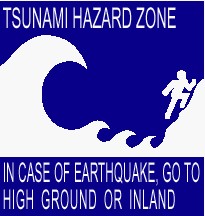 TSUNAMI HAZARD ZONE
IN CASE OF EARTHQUAKE, GO TO
HIGH GROUND OR INLAND